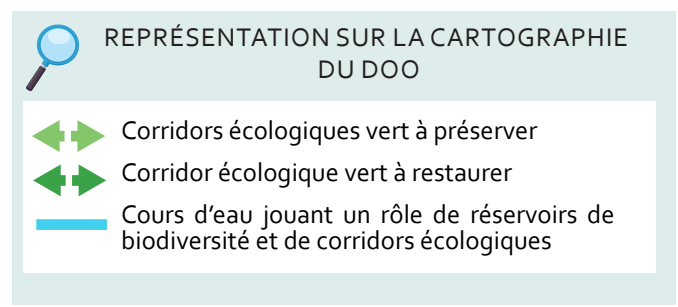 REPRÉSENTATION SUR LA CARTOGRAPHIE
DU DOO
Corridors écologiques vert à préserver
Corridor écologique vert à restaurer
Cours d'eau jouant un rôle de réservoirs de
biodiversité et de corridors écologiques